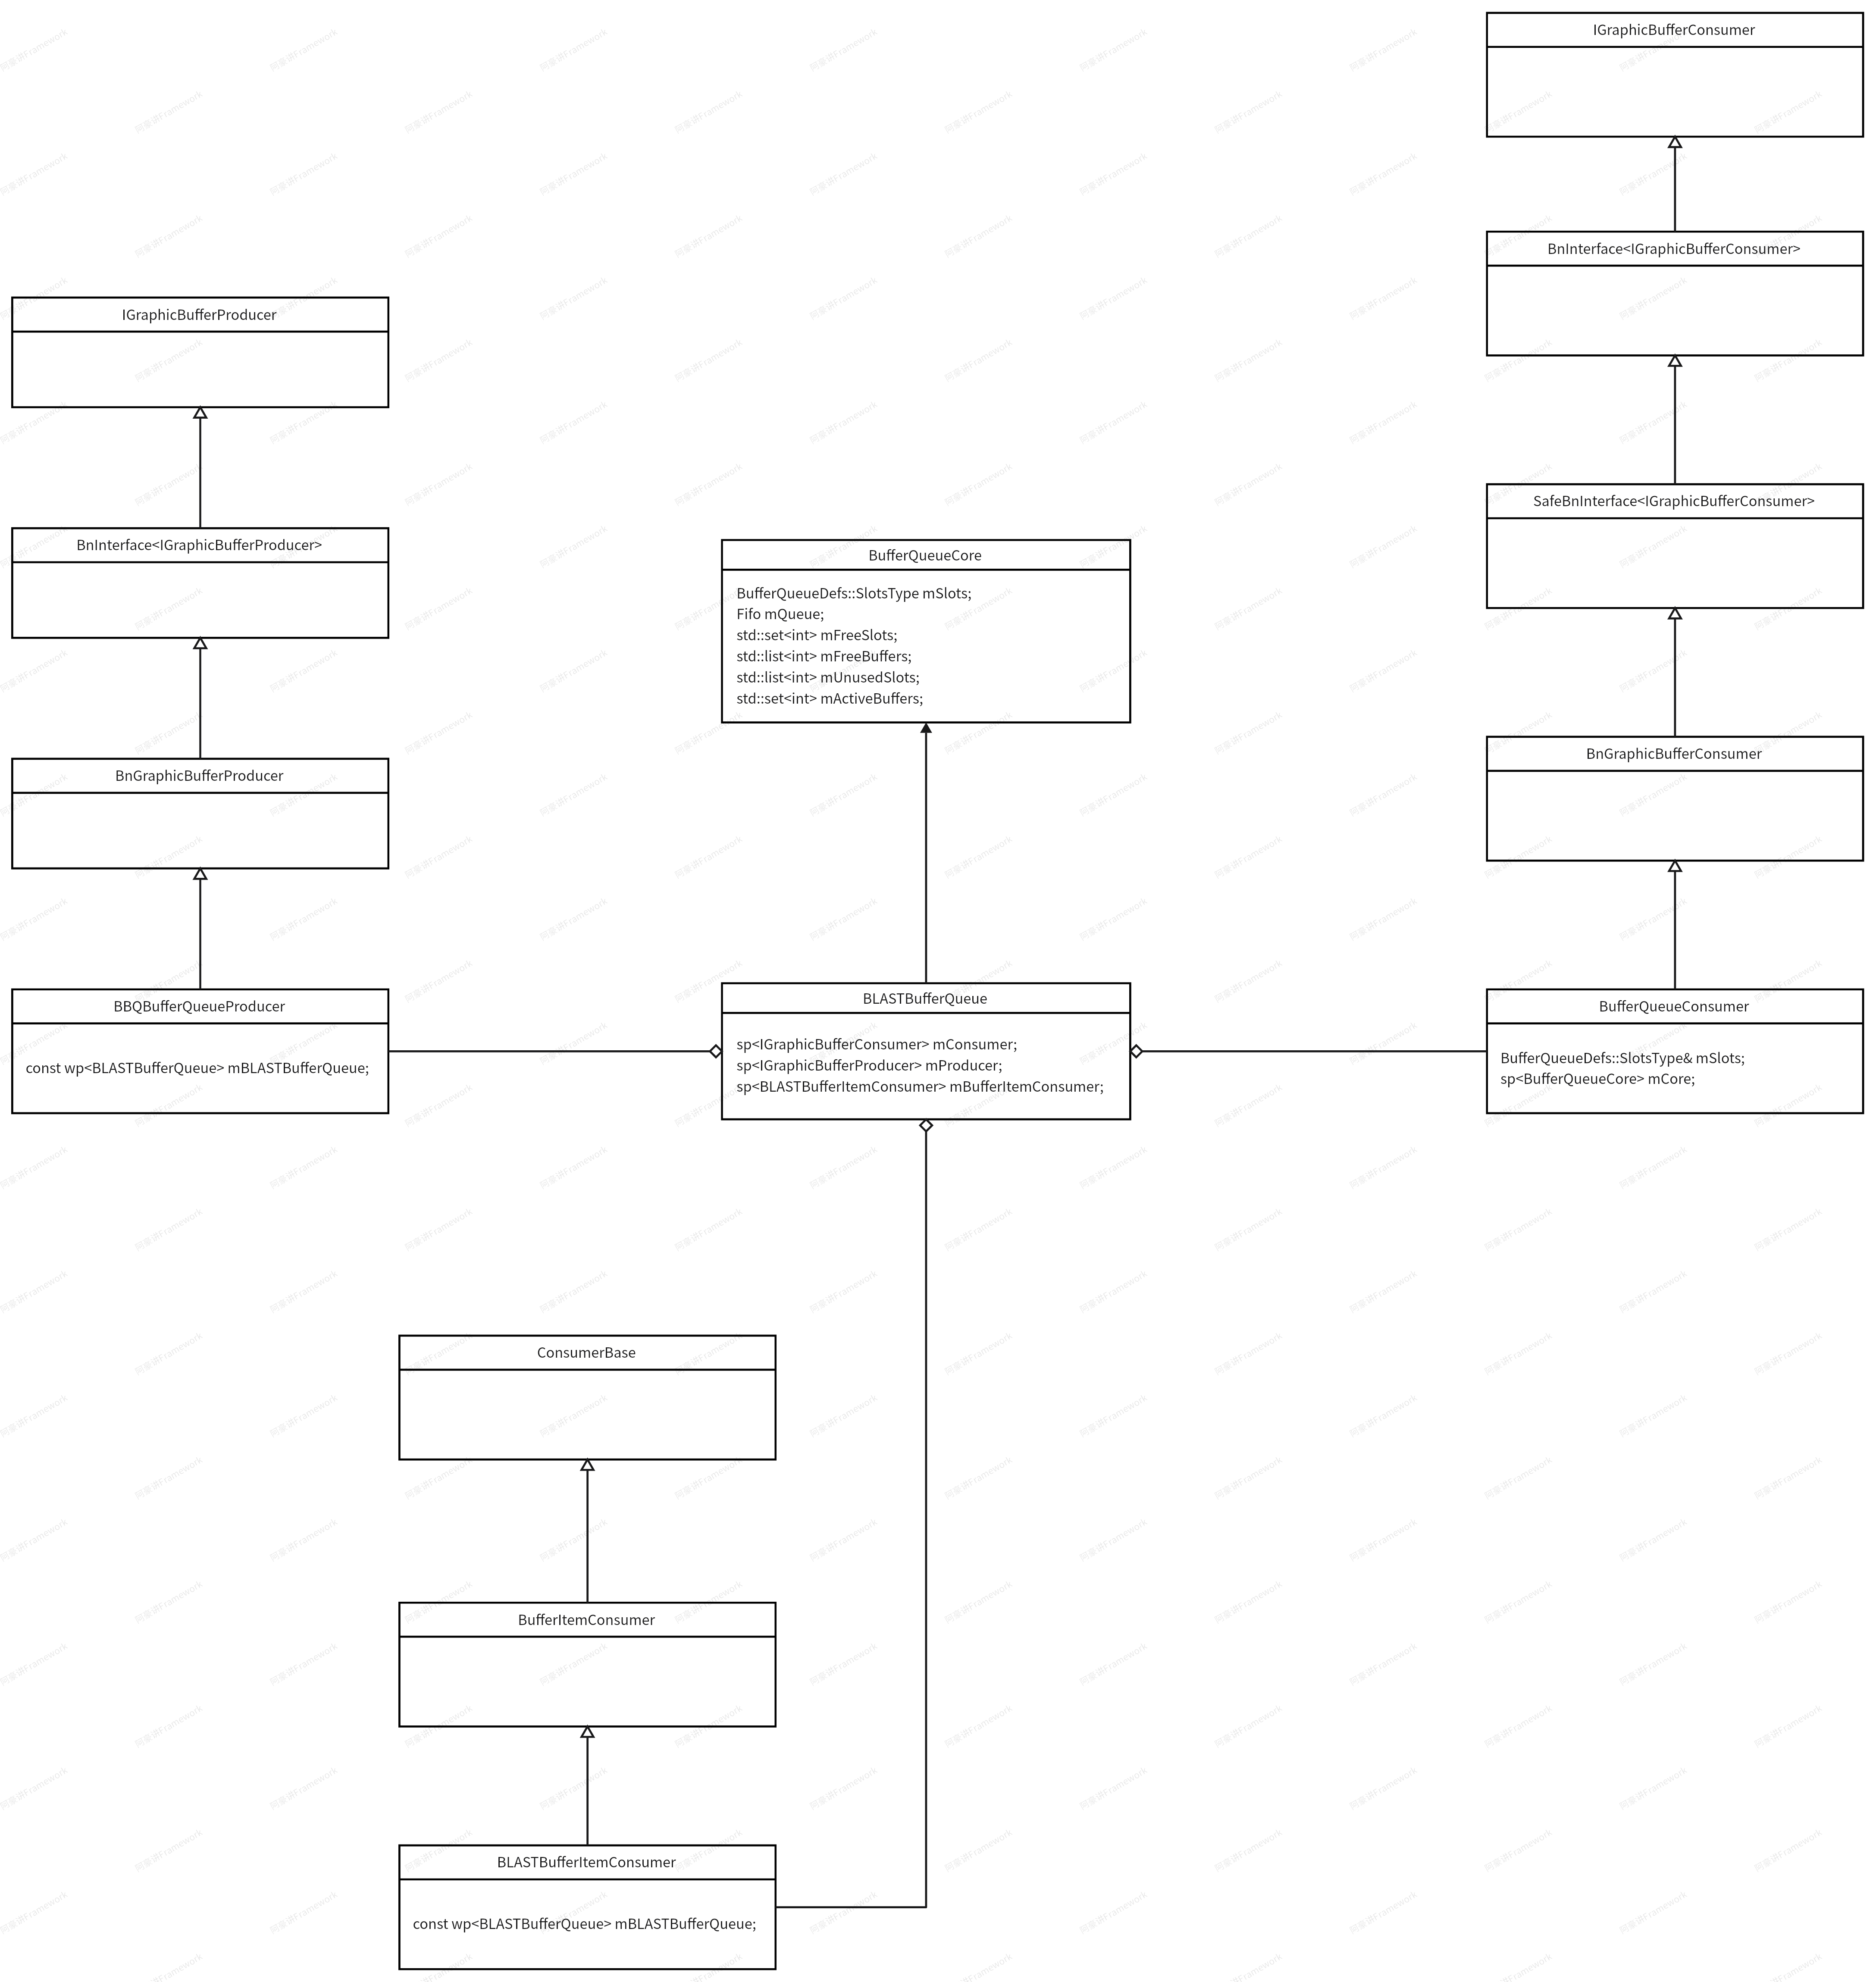 IGraphicBufferConsumer
BnInterface<IGraphicBufferConsumer>
IGraphicBufferProducer
SafeBnInterface<IGraphicBufferConsumer>
BnInterface<IGraphicBufferProducer>
BufferQueueCore
BufferQueueDefs::SlotsType mSlots;
Fifo mQueue;
std::set<int> mFreeSlots;
std::list<int> mFreeBuffers;
std::list<int> mUnusedSlots;
std::set<int> mActiveBuffers;
BnGraphicBufferConsumer
BnGraphicBufferProducer
BBQBufferQueueProducer
const wp<BLASTBufferQueue> mBLASTBufferQueue;
BLASTBufferQueue
sp<IGraphicBufferConsumer> mConsumer;
sp<IGraphicBufferProducer> mProducer;
sp<BLASTBufferItemConsumer> mBufferItemConsumer;
BufferQueueConsumer
BufferQueueDefs::SlotsType& mSlots;
sp<BufferQueueCore> mCore;
ConsumerBase
BufferItemConsumer
BLASTBufferItemConsumer
const wp<BLASTBufferQueue> mBLASTBufferQueue;